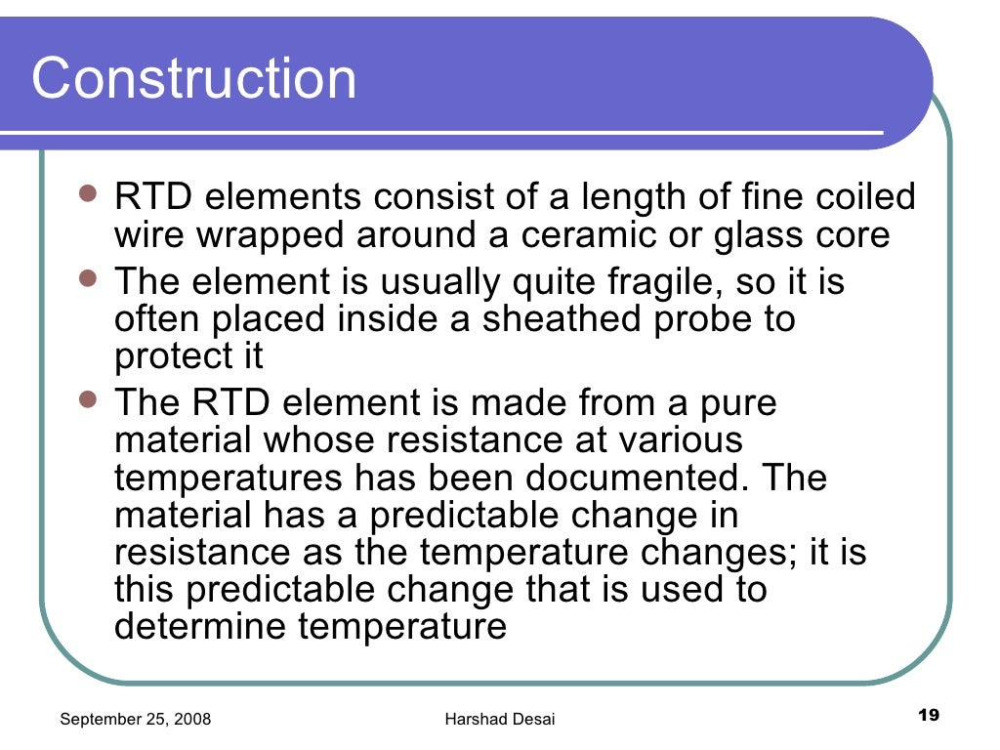 Construction
RTD elements consist of a length of fine coiled
wire wrapped around a ceramic or glass core
The element is usually quite fragile, so it is
often placed inside a sheathed probe to
protect it
The RTD element is made from a pure
material whose resistance at various
temperatures has been documented. The
material has a predictable change in
resistance as the temperature changes; it is
this predictable change that is used to
determine temperature
September 25, 2008
Harshad Desai
19